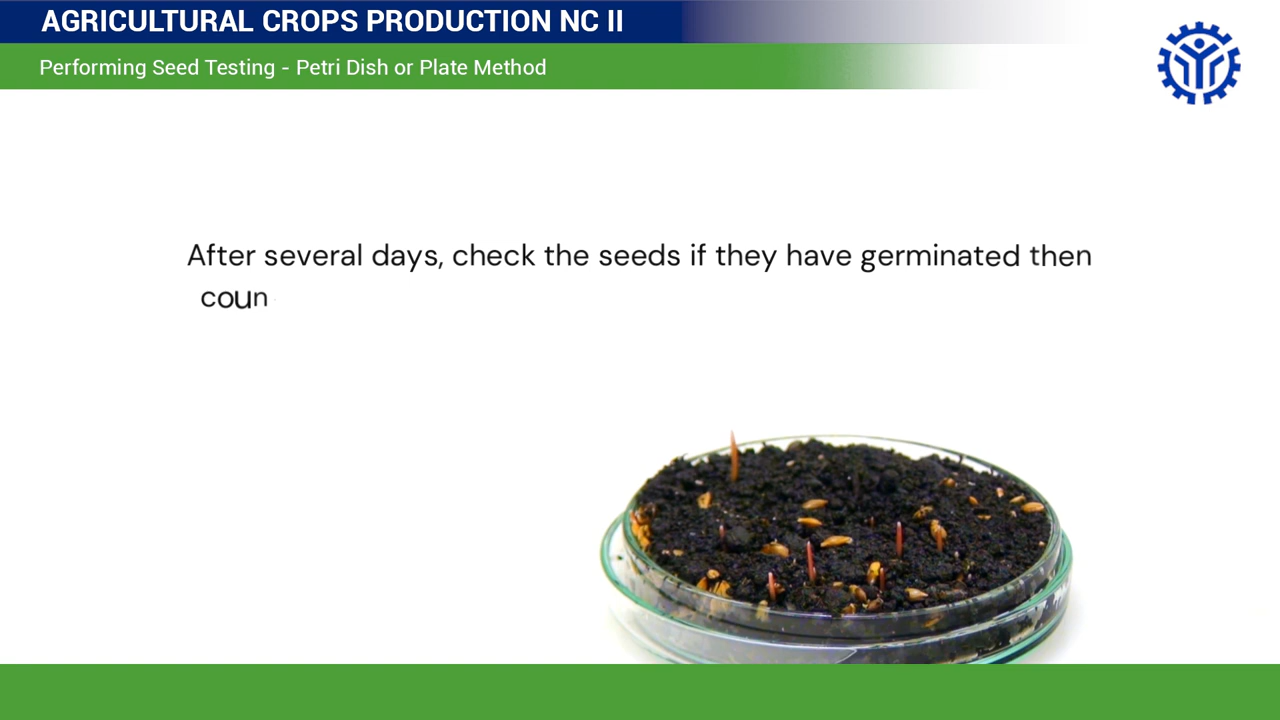 AGRICULTURAL CROPS PRODUCTION NC II
Performing Seed Testing - Petri Dish or Plate Method
After several days, check the seeds if they have germinated then
coun